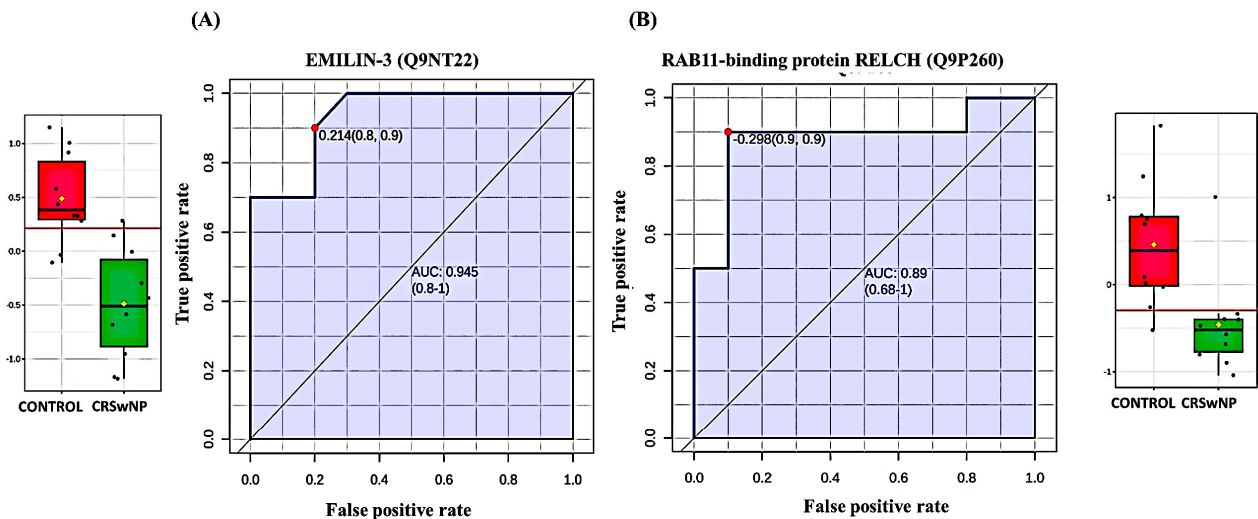 (A)
(B)
EMILIN-3 (Q9NT22)
RAB11-binding protein RELCH (Q9P260)
1.0
0.5
0.0
-0.5
-1.0
CONTROL CRSwNP
True positive rate
1.0
0.8
0.6
0.4
0.2
0.0
0.214(0.8, 0.9)
AUC: 0.945
(0.8-1)
0.0 0.2 0.4 0.6 0.8 1.0
False positive rate
True positive rate
1.0
0.8
0.6
0.4
0.2
0.0
-0.298(0.9, 0.9)
AUC: 0.89
(0.68-1)
0.0 0.2 0.4 0.6 0.8 1.0
False positive rate
1
0
-1
CONTROL CRSwNP